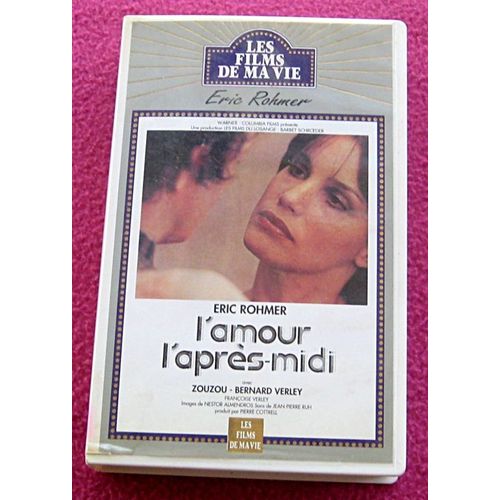 LES
FILMS
DE MA VIE
Eric Rohmer
WARNER - COLUMBIA FILMS présente
Une production LES FILMS DU LOSANGE - BARBET SCHROEDER
ERIC ROHMER
l'amour
l'après-midi
avec
ZOUZOU - BERNARD VERLEY
FRANÇOISE VERLEY
Images de NESTOR ALMENDROS Sons de JEAN PIERRE RUH
produit par PIERRE COTTRELL
LES
FILMS
DE MA VIE